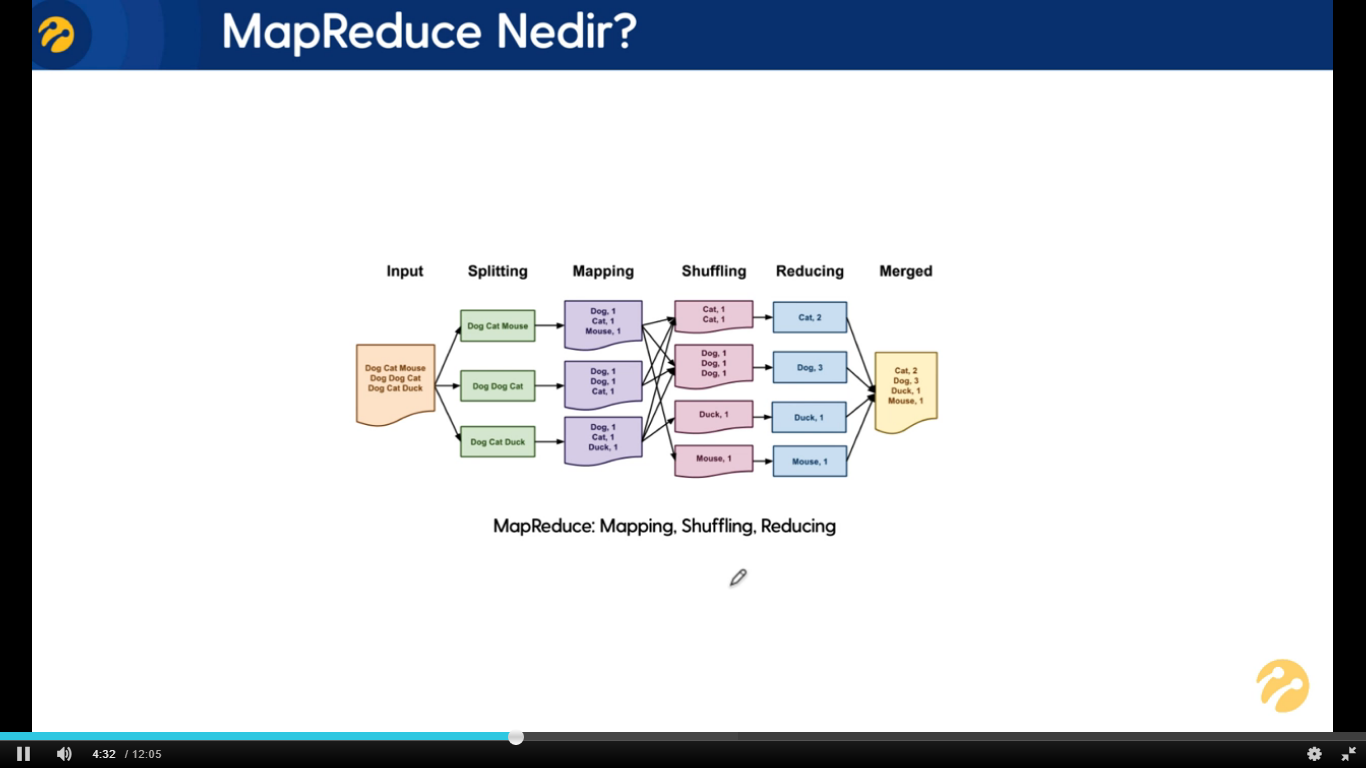 MapReduce Nedir?
Input
Splitting
Mapping
Shuffling
Reducing
Merged
Dog Cat Mouse
Dog Dog Cat
Dog Cat Duck
Dog Cat Mouse
Dog Dog Cat
Dog Cat Duck
Dog, 1
Cat, 1
Mouse, 1
Dog, 1
Dog, 1
Cat, 1
Dog, 1
Cat, 1
Duck, 1
Cat, 1
Cat, 1
Dog, 1
Dog, 1
Dog, 1
Duck, 1
Mouse, 1
Cat, 2
Dog, 3
Duck, 1
Mouse, 1
Cat, 2
Dog, 3
Duck, 1
Mouse, 1
MapReduce: Mapping, Shuffling, Reducing
4:32 / 12:05